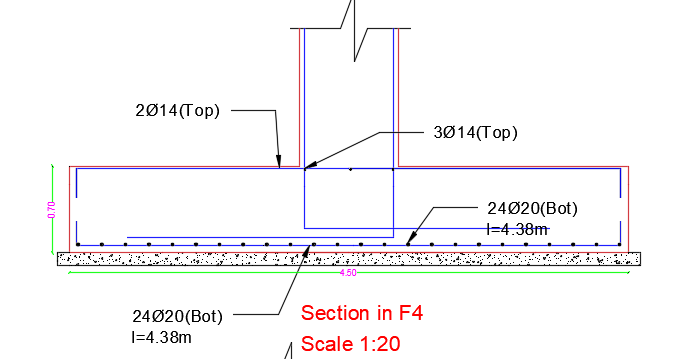 2Ø14(Top)
3Ø14(Top)
0.70
24Ø20(Bot)
l=4.38m
4.50
24Ø20(Bot)
l=4.38m
Section in F4
Scale 1:20